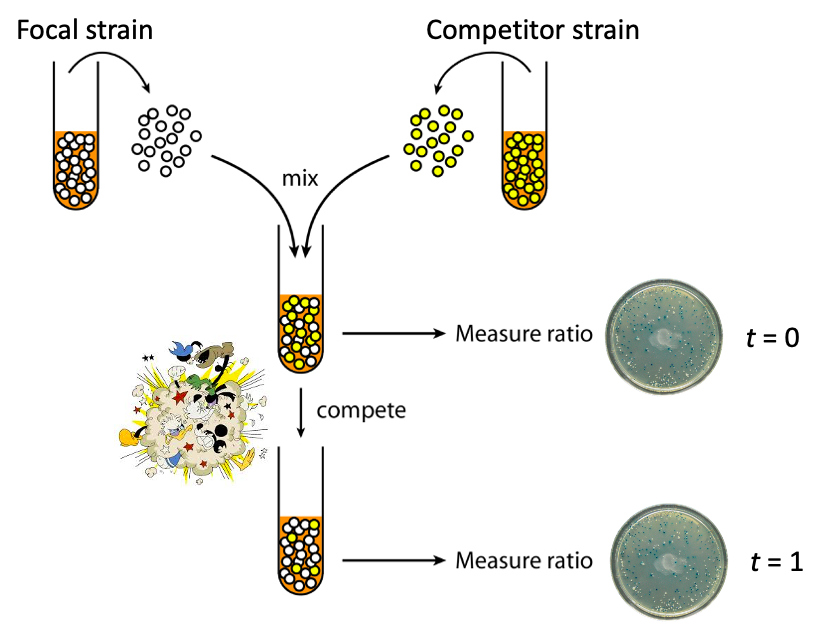 Focal strain
Competitor strain
mix
Measure ratio
t = 0
compete
Measure ratio
t = 1